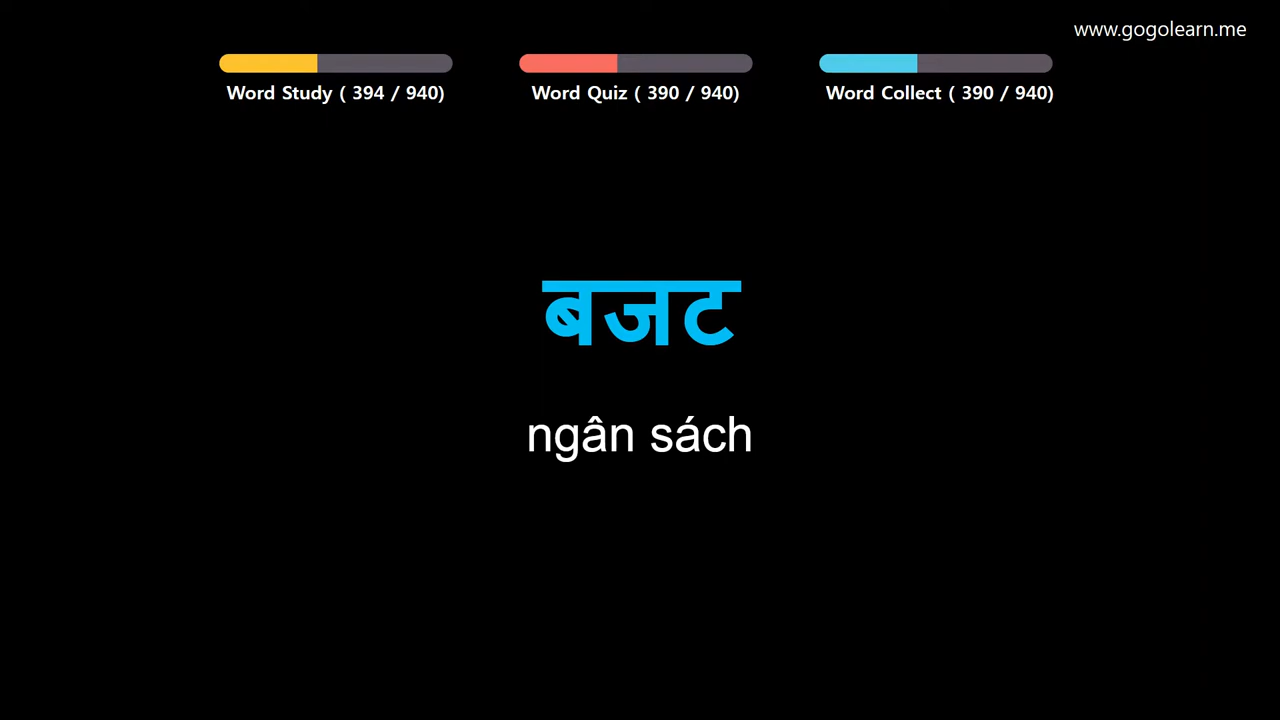 www.gogolearn.me
Word Study ( 394 / 940)
Word Quiz ( 390 / 940)
Word Collect ( 390 / 940)
बजट
ngân sách